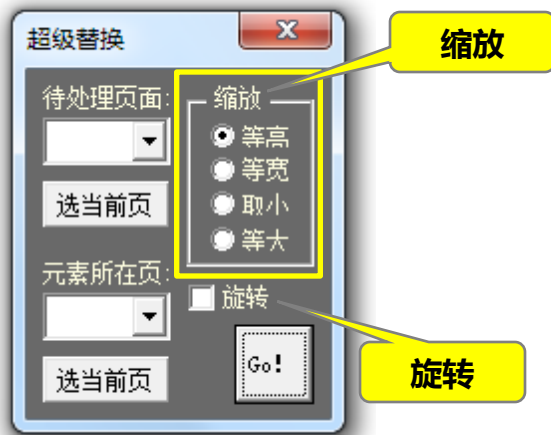 超级替换
缩放
待处理页面:
缩放
等高
等宽
选当前页
取小
等大
元素所在页:
旋转
Go!
选当前页
旋转